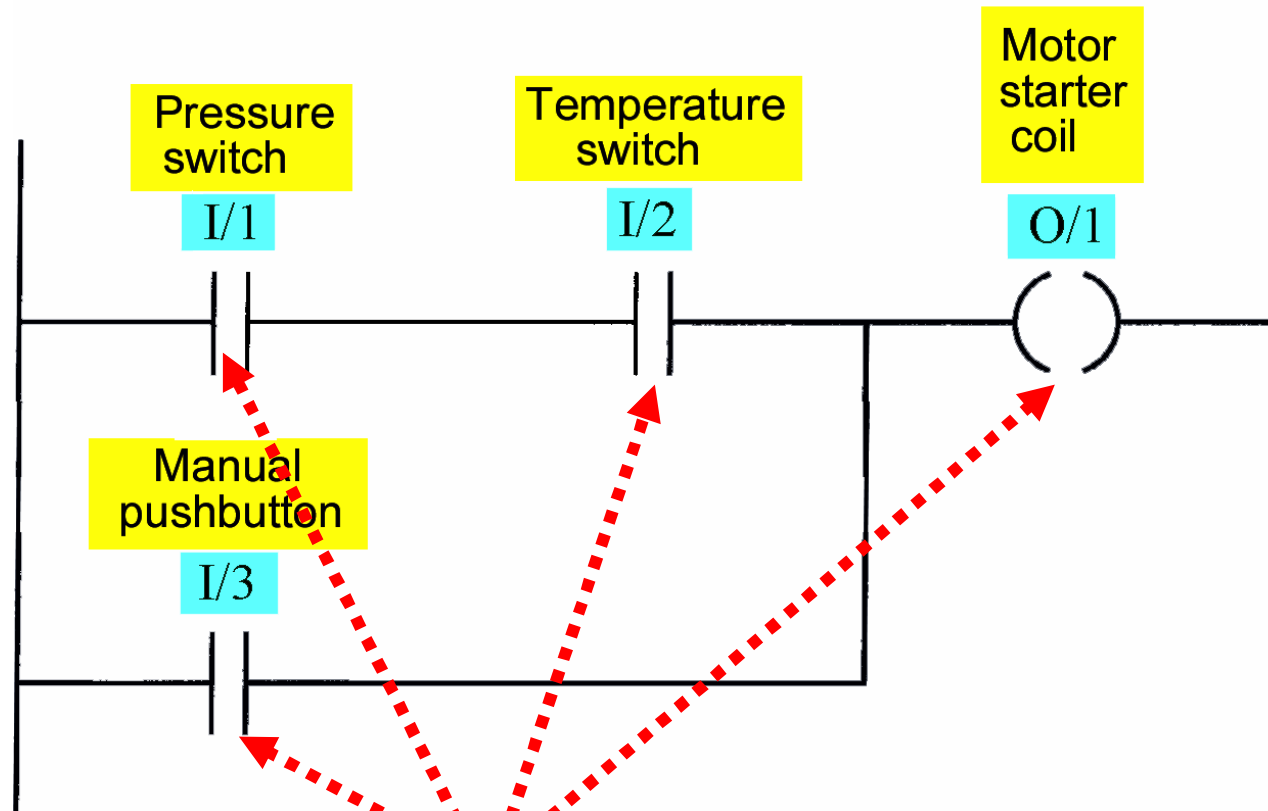 Pressure
switch
I/1
Temperature
switch
I/2
Motor
starter
coil
O/1
Manual
pushbutton
I/3